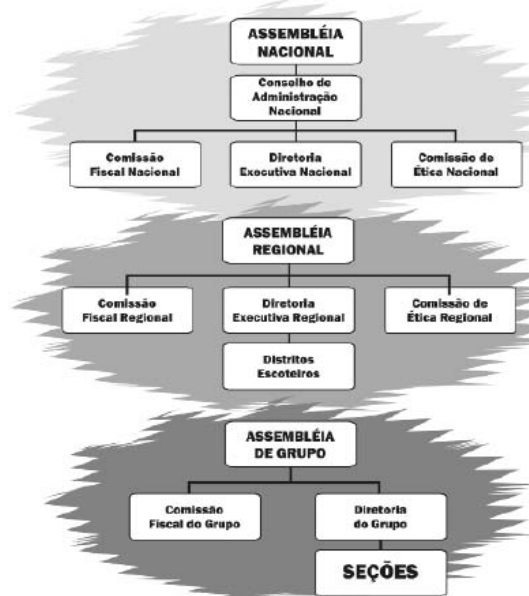 ASSEMBLÉIA
NACIONAL
Conselho de
Administração
Nacional
Comissão
Fiscal Nacional
Diretoria
Executiva Nacional
Comissão de
Ética Nacional
ASSEMBLÉIA
REGIONAL
Comissão
Fiscal Regional
Diretoria
Executiva Regional
Comissão de
Ética Regional
Distritos
Escoteiros
ASSEMBLÉIA
DE GRUPO
Comissão
Fiscal do Grupo
Diretoria
do Grupo
SEÇÕES